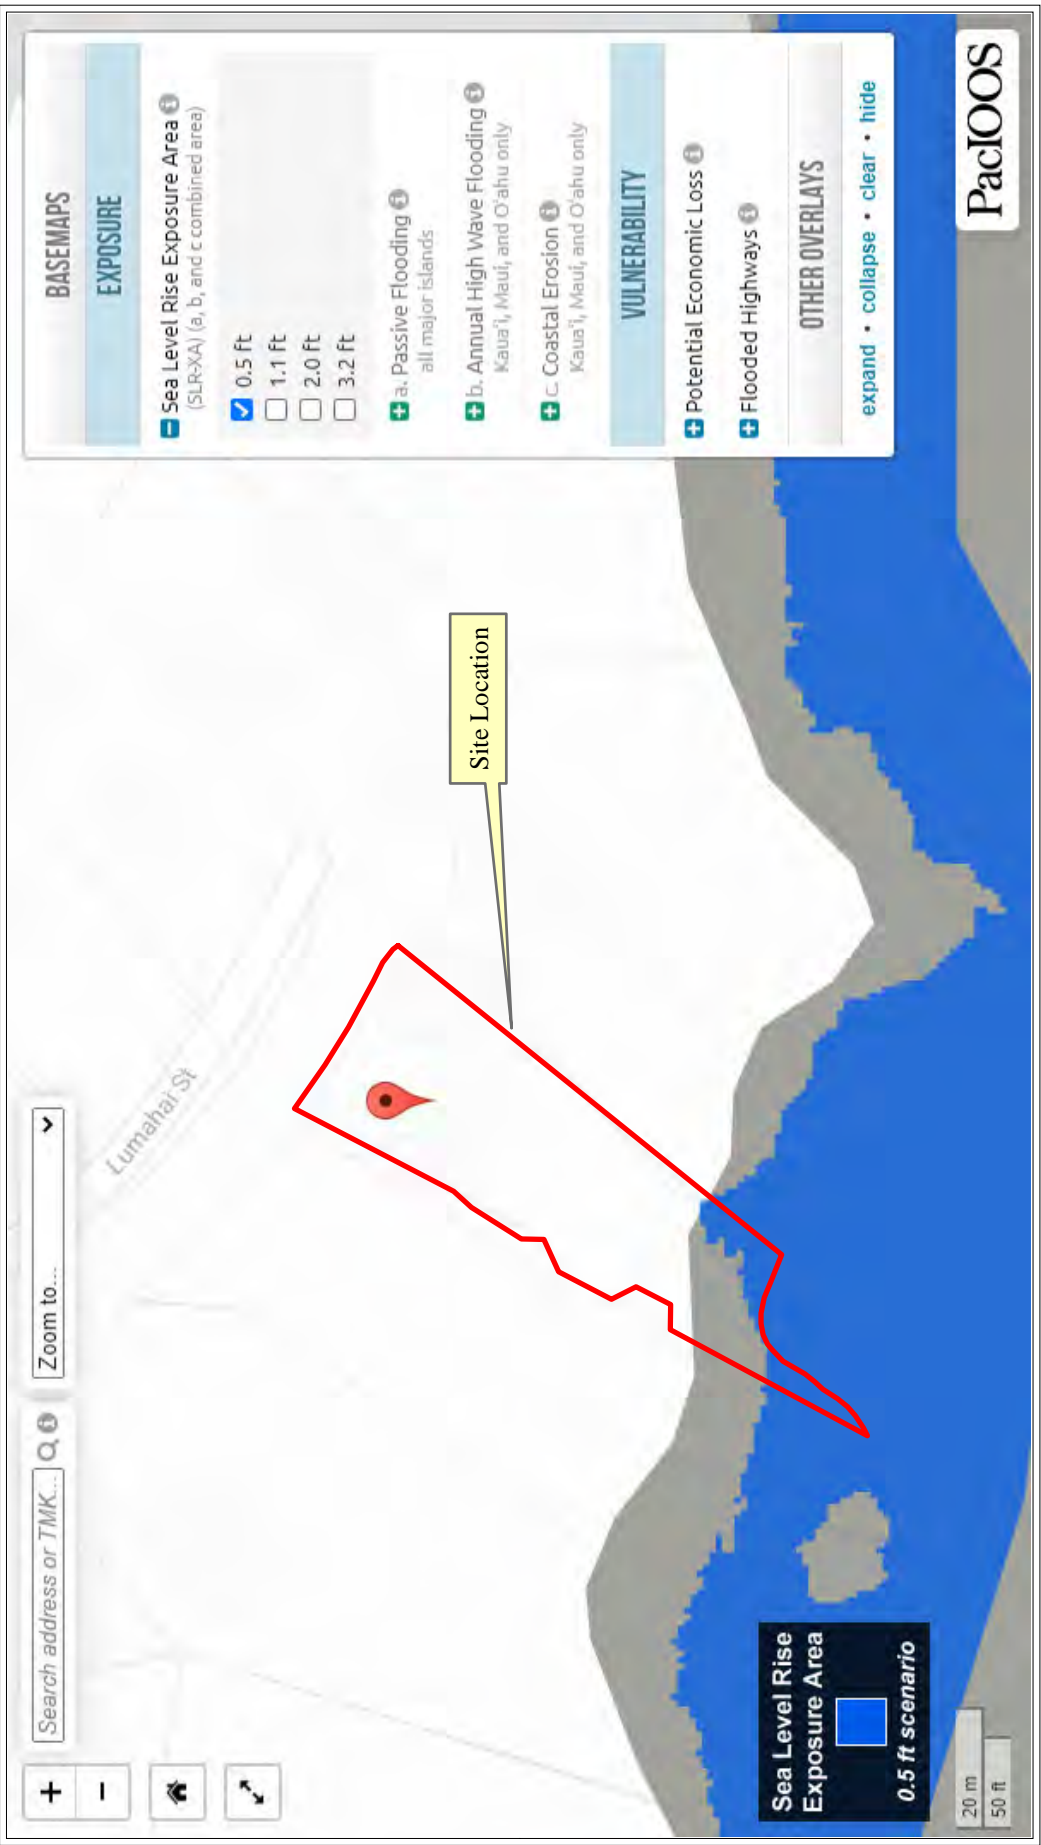 +
−
Search address or TMK...
Zoom to...
Lumahai St
Site Location
BASEMAPS
EXPOSURE
Sea Level Rise Exposure Area
(SLR-XA) (a, b, and c combined area)
0.5 ft
1.1 ft
2.0 ft
3.2 ft
a. Passive Flooding
all major islands
b. Annual High Wave Flooding
Kauaʻi, Maui, and Oʻahu only
c. Coastal Erosion
Kauaʻi, Maui, and Oʻahu only
VULNERABILITY
Potential Economic Loss
Flooded Highways
OTHER OVERLAYS
expand • collapse • clear • hide
Sea Level Rise
Exposure Area
0.5 ft scenario
20 m
50 ft
PacIOOS